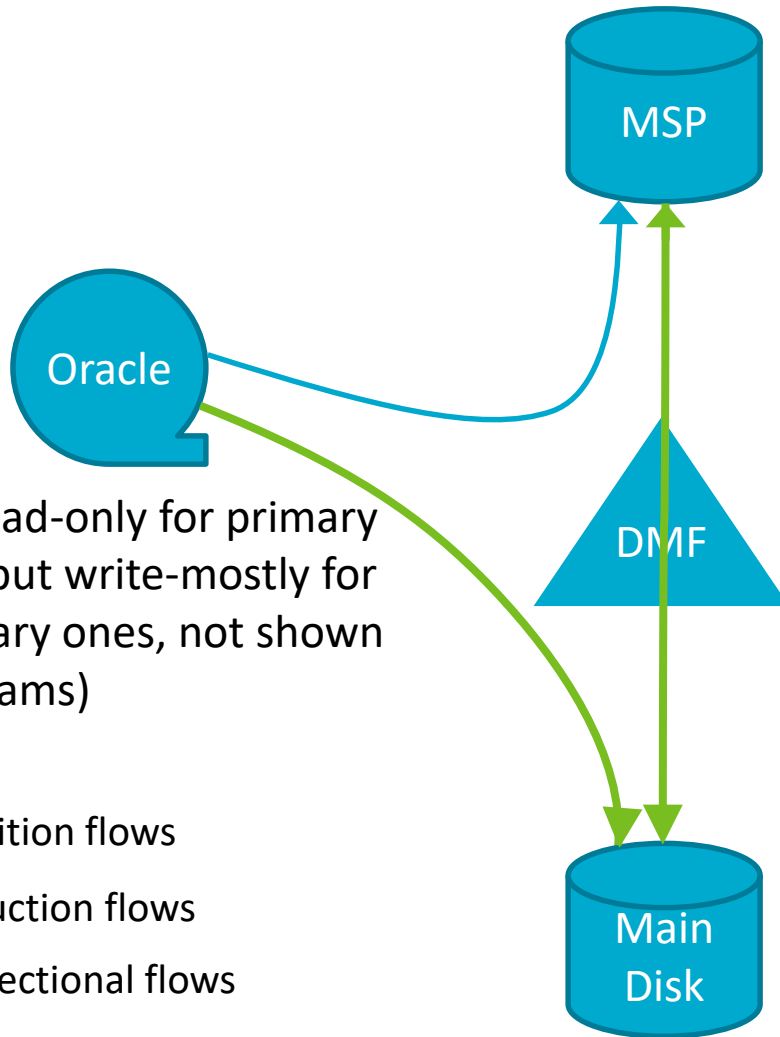 MSP
Oracle
ad-only for primary
but write-mostly for
ary ones, not shown
ams)
DMF
ition flows
uction flows
ectional flows
Main
Disk